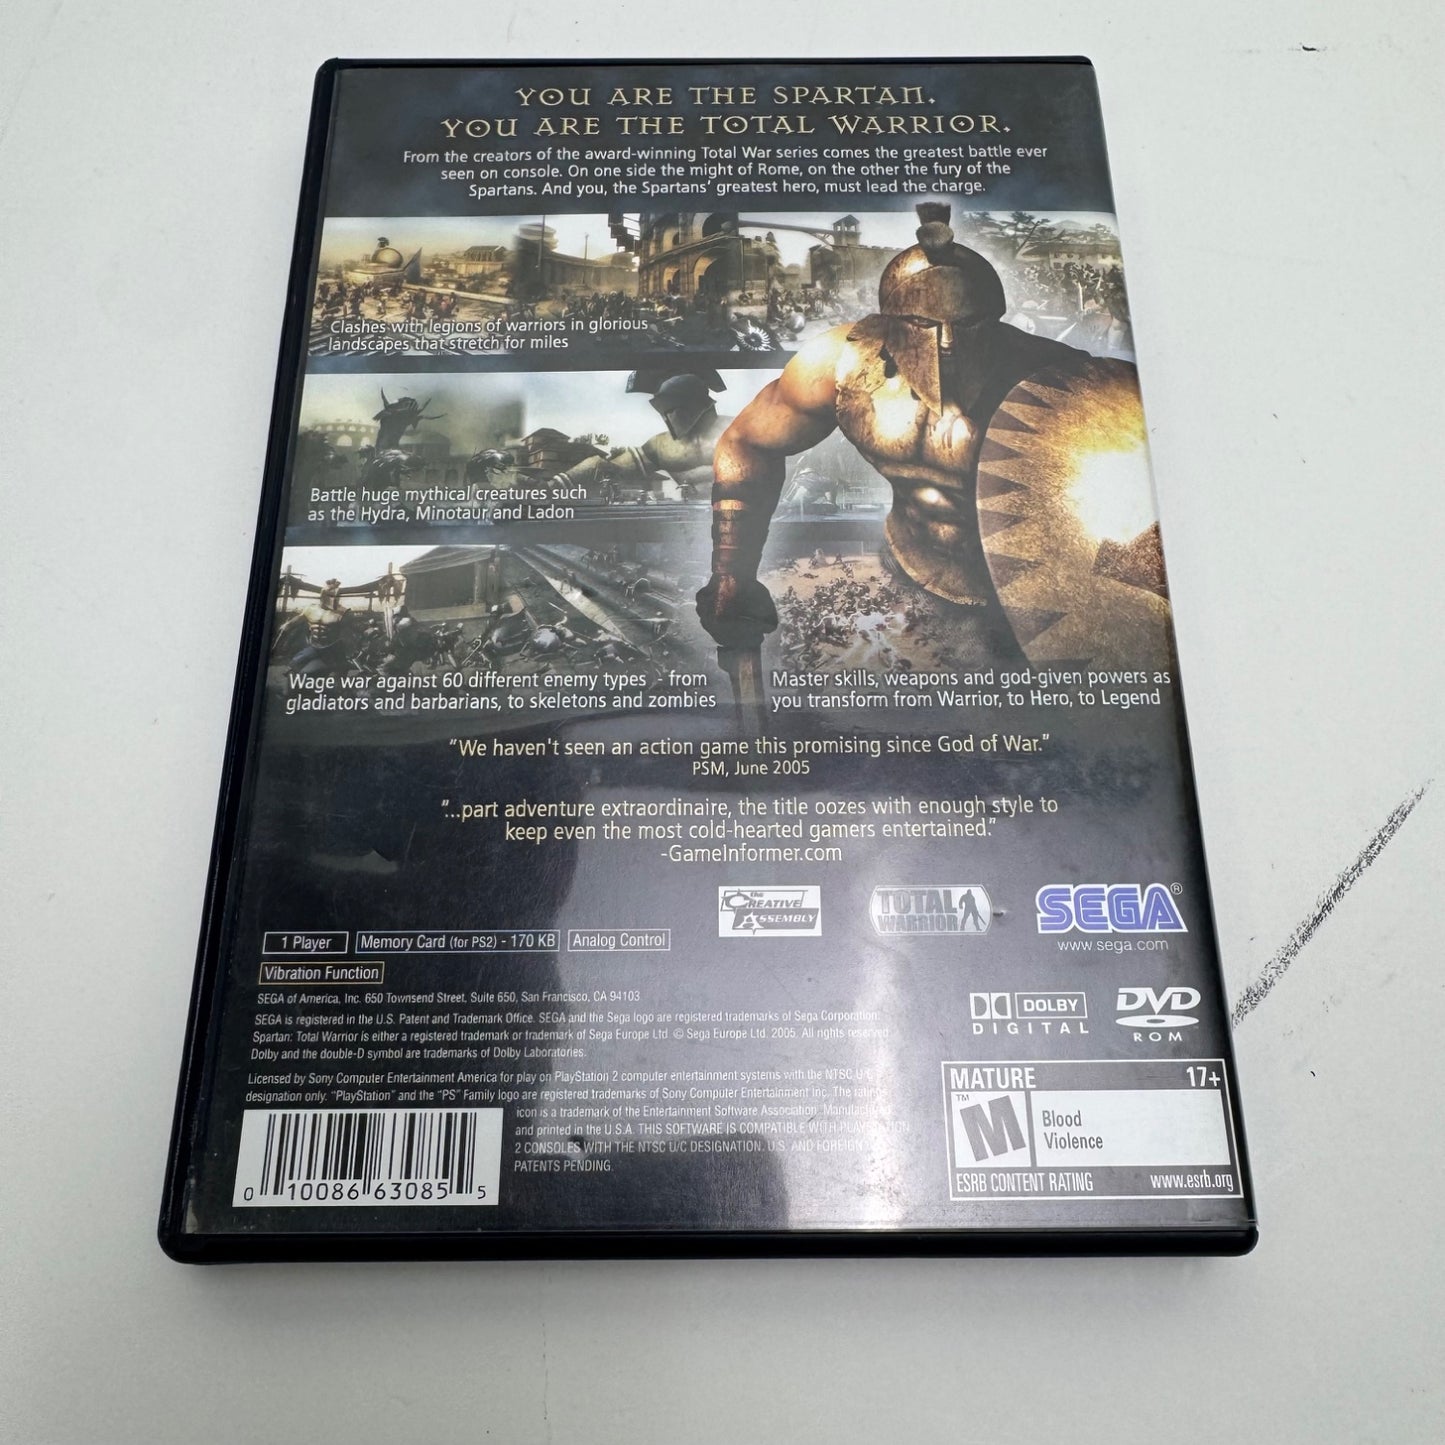 YOU ARE THE SPARTAN.
YOU ARE THE TOTAL WARRIOR.
From the creators of the award-winning Total War series comes the greatest battle ever
seen on console. On one side the might of Rome, on the other the fury of the
Spartans. And you, the Spartans' greatest hero, must lead the charge.
Clashes with legions of warriors in glorious
landscapes that stretch for miles
Battle huge mythical creatures such
as the Hydra, Minotaur and Ladon
Wage war against 60 different enemy types - from
gladiators and barbarians, to skeletons and zombies
Master skills, weapons and god-given powers as
you transform from Warrior, to Hero, to Legend
"We haven't seen an action game this promising since God of War."
PSM, June 2005
"...part adventure extraordinaire, the title oozes with enough style to
keep even the most cold-hearted gamers entertained."
-GameInformer.com
the
CREATIVE
ASSEMBLY
TOTAL
WARRIOR
SEGA®
www.sega.com
1 Player
Memory Card (for PS2) - 170 KB
Analog Control
Vibration Function
SEGA of America, Inc. 650 Townsend Street, Suite 650, San Francisco, CA 94103
SEGA is registered in the U.S. Patent and Trademark Office. SEGA and the Sega logo are registered trademarks of Sega Corporation.
Spartan: Total Warrior is either a registered trademark or trademark of Sega Europe Ltd. © Sega Europe Ltd. 2005. All rights reserved
Dolby and the double-D symbol are trademarks of Dolby Laboratories.
Licensed by Sony Computer Entertainment America for play on PlayStation 2 computer entertainment systems with the NTSC U/C
designation only. "PlayStation" and the "PS" Family logo are registered trademarks of Sony Computer Entertainment Inc. The ratings
icon is a trademark of the Entertainment Software Association. Manufactured
and printed in the U.S.A. THIS SOFTWARE IS COMPATIBLE WITH PLAYSTATION
2 CONSOLES WITH THE NTSC U/C DESIGNATION. U.S. AND FOREIGN
PATENTS PENDING.
0 10086 63085 5
DOLBY
DIGITAL
DVD
ROM
MATURE 17+
TM
M
Blood
Violence
ESRB CONTENT RATING www.esrb.org